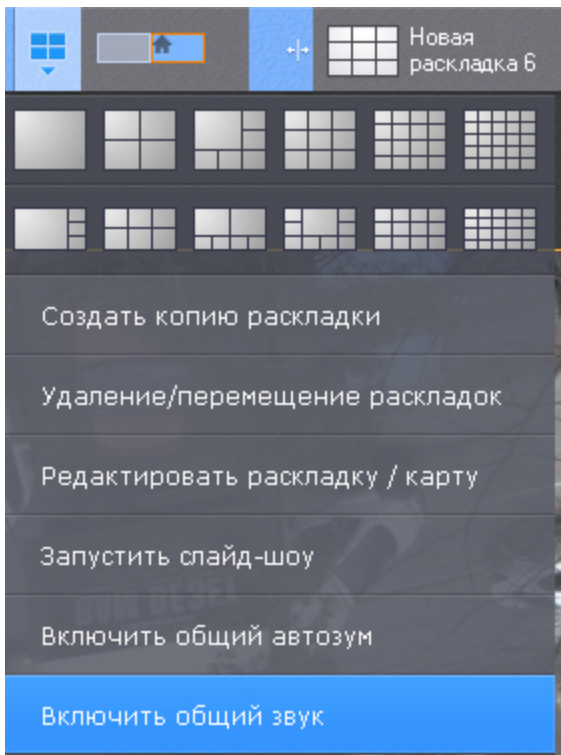 Новая
раскладка 6
Создать копию раскладки
Удаление/перемещение раскладок
Редактировать раскладку / карту
Запустить слайд-шоу
Включить общий автозум
Включить общий звук